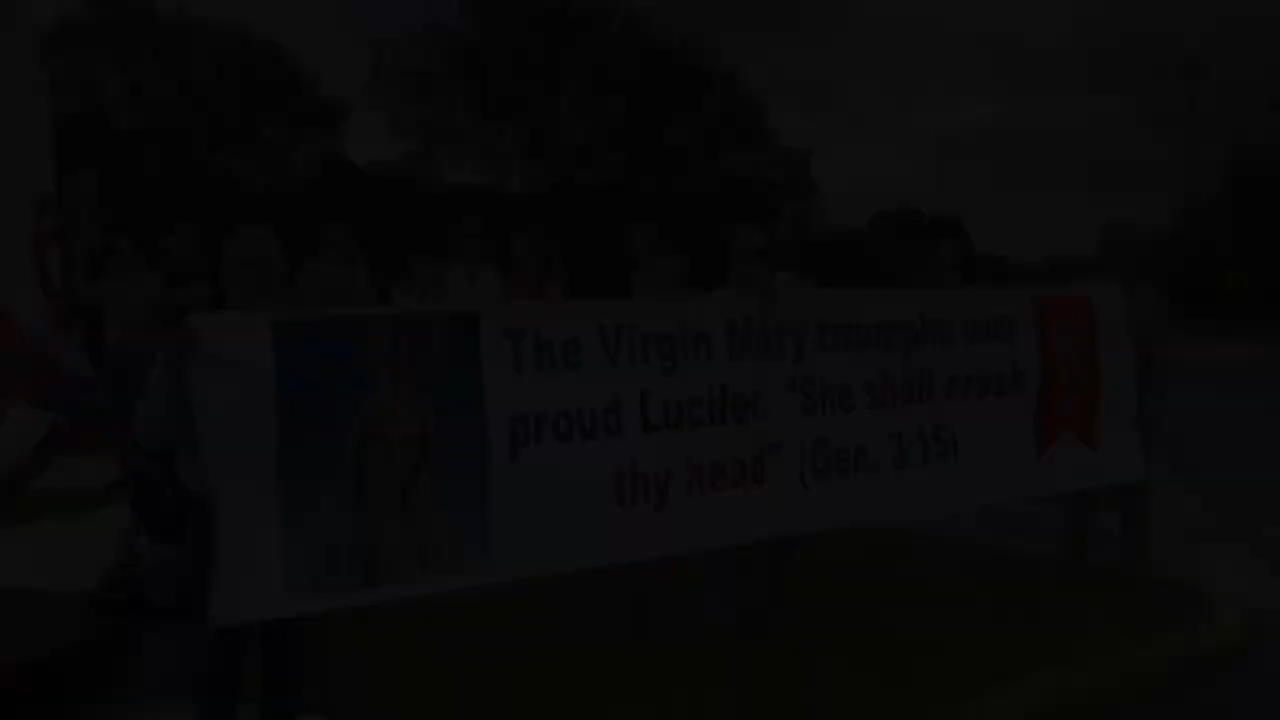 The Virgin Mary triumphs over
proud Lucifer. "She shall crush
thy head" (Gen. 3:15)